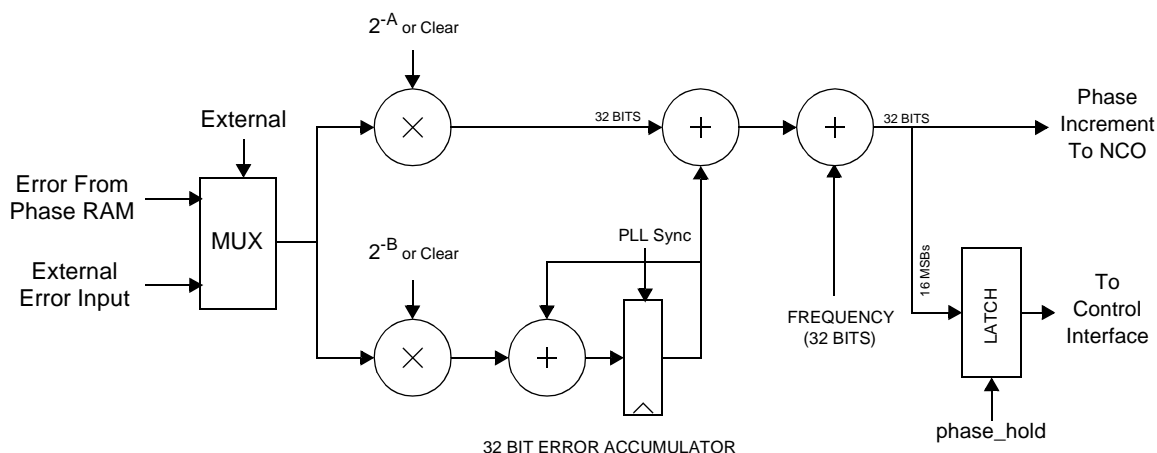 2-A or Clear
External
Error From
Phase RAM
MUX
External
Error Input
×
32 BITS
+
+
32 BITS
Phase
Increment
To NCO
2-B or Clear
PLL Sync
×
+
FREQUENCY
(32 BITS)
16 MSBs
LATCH
To
Control
Interface
phase_hold
32 BIT ERROR ACCUMULATOR